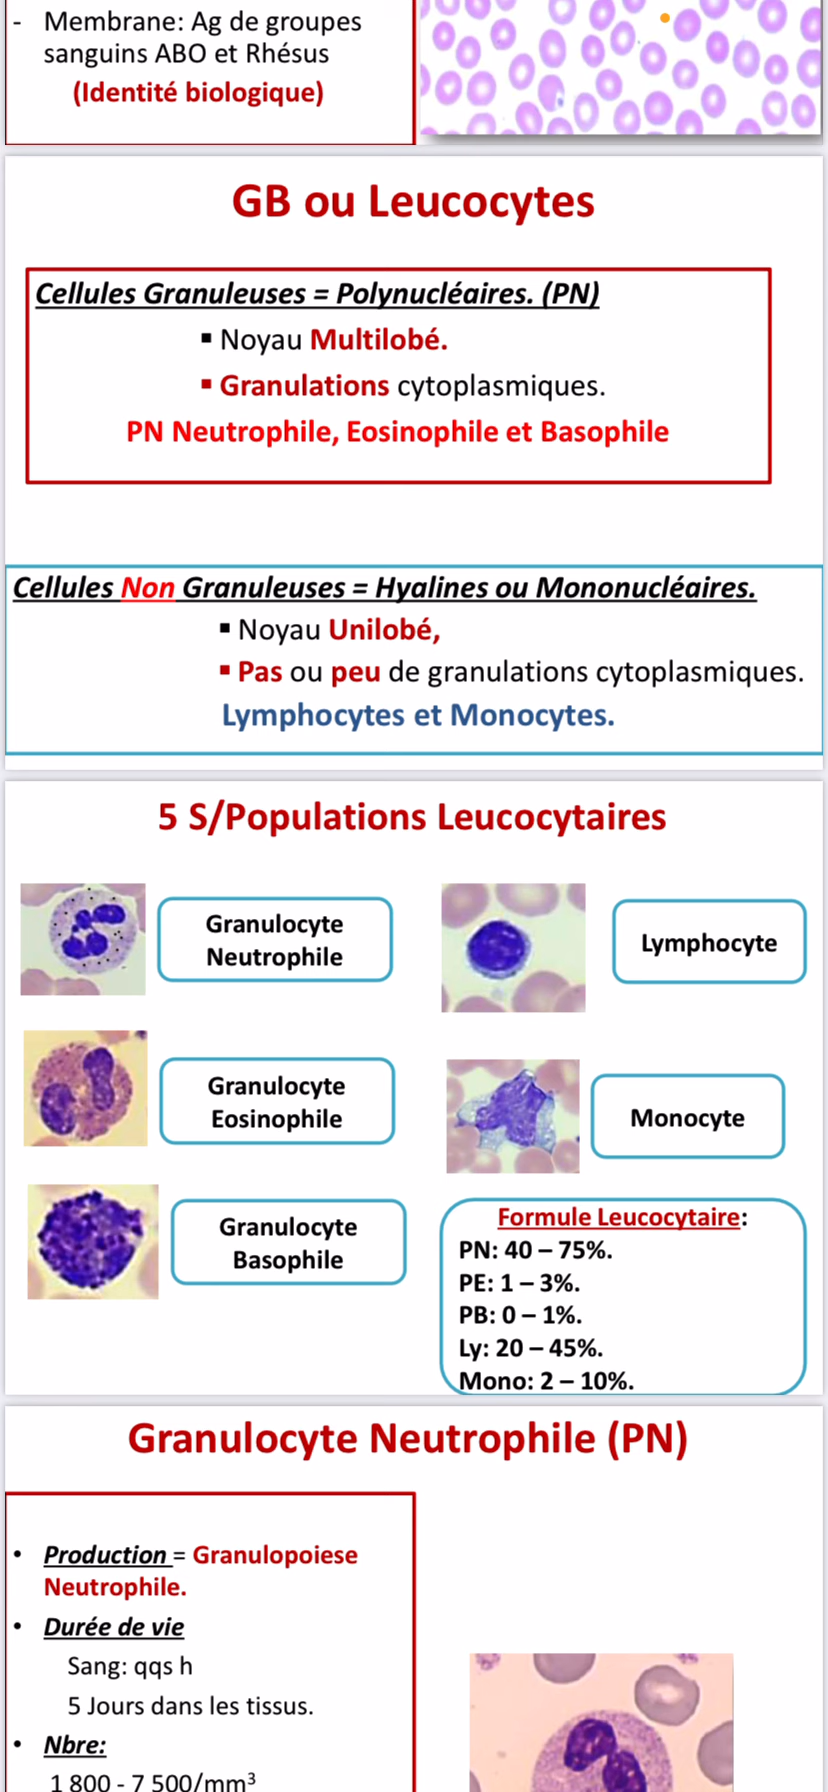 - Membrane: Ag de groupes
sanguins ABO et Rhésus
(Identité biologique)
GB ou Leucocytes
Cellules Granuleuses = Polynucléaires. (PN)
▪ Noyau Multilobé.
▪ Granulations cytoplasmiques.
PN Neutrophile, Eosinophile et Basophile
Cellules Non Granuleuses = Hyalines ou Mononucléaires.
▪ Noyau Unilobé,
▪ Pas ou peu de granulations cytoplasmiques.
Lymphocytes et Monocytes.
5 S/Populations Leucocytaires
Granulocyte
Neutrophile
Lymphocyte
Granulocyte
Eosinophile
Monocyte
Granulocyte
Basophile
Formule Leucocytaire:
PN: 40 – 75%.
PE: 1 – 3%.
PB: 0 – 1%.
Ly: 20 – 45%.
Mono: 2 – 10%.
Granulocyte Neutrophile (PN)
• Production = Granulopoiese
Neutrophile.
• Durée de vie
Sang: qqs h
5 Jours dans les tissus.
• Nbre:
1 800 - 7 500/mm³